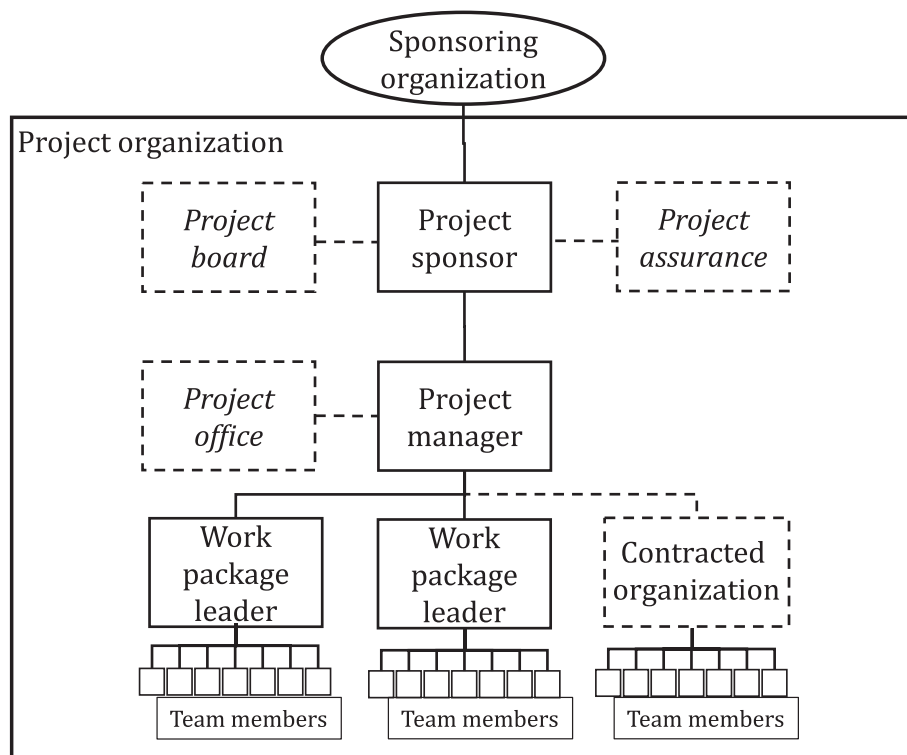 Sponsoring
organization
Project organization
Project
board
Project
sponsor
Project
assurance
Project
office
Project
manager
Work
package
leader
Work
package
leader
Contracted
organization
Team members
Team members
Team members